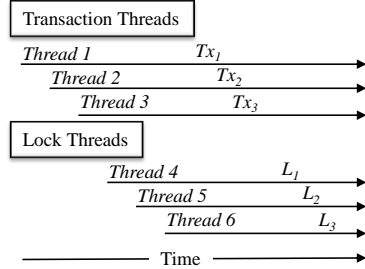 Transaction Threads
Thread 1 Tx1
Thread 2 Tx2
Thread 3 Tx3
Lock Threads
Thread 4 L1
Thread 5 L2
Thread 6 L3
Time